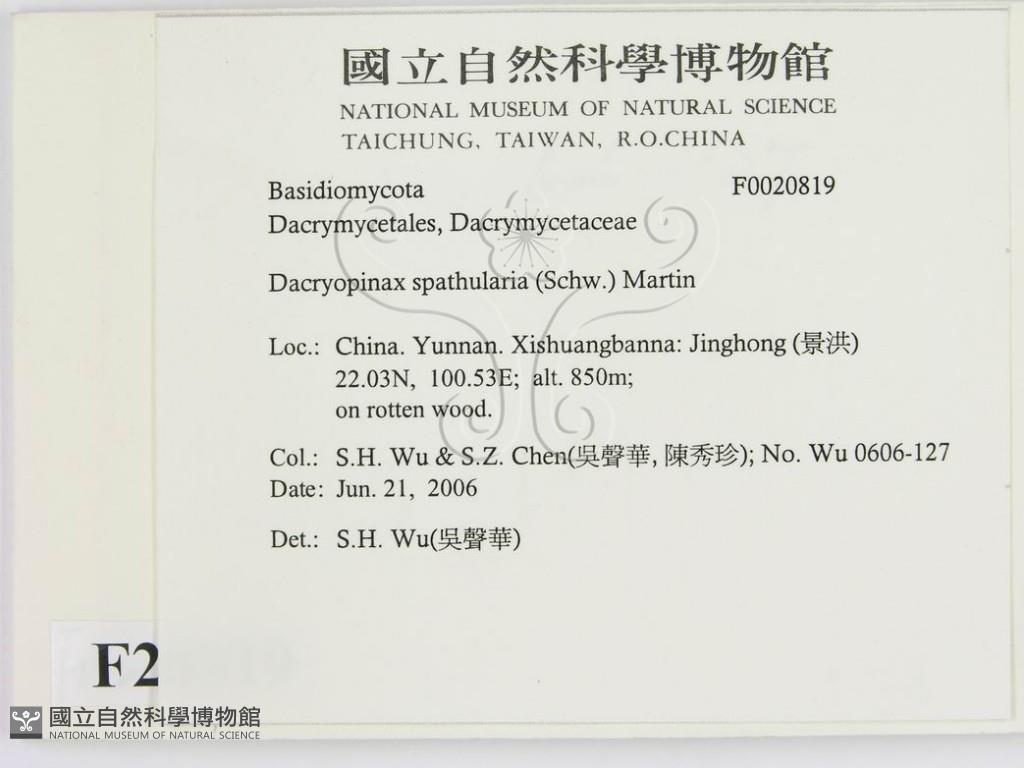 國立自然科學博物館
NATIONAL MUSEUM OF NATURAL SCIENCE
TAICHUNG, TAIWAN, R.O.CHINA
Basidiomycota F0020819
Dacrymycetales, Dacrymycetaceae
Dacryopinax spathularia (Schw.) Martin
Loc.: China. Yunnan. Xishuangbanna: Jinghong (景洪)
22.03N, 100.53E; alt. 850m;
on rotten wood.
Col.: S.H. Wu & S.Z. Chen(吳聲華, 陳秀珍); No. Wu 0606-127
Date: Jun. 21, 2006
Det.: S.H. Wu(吳聲華)
F2
國立自然科學博物館
NATIONAL MUSEUM OF NATURAL SCIENCE